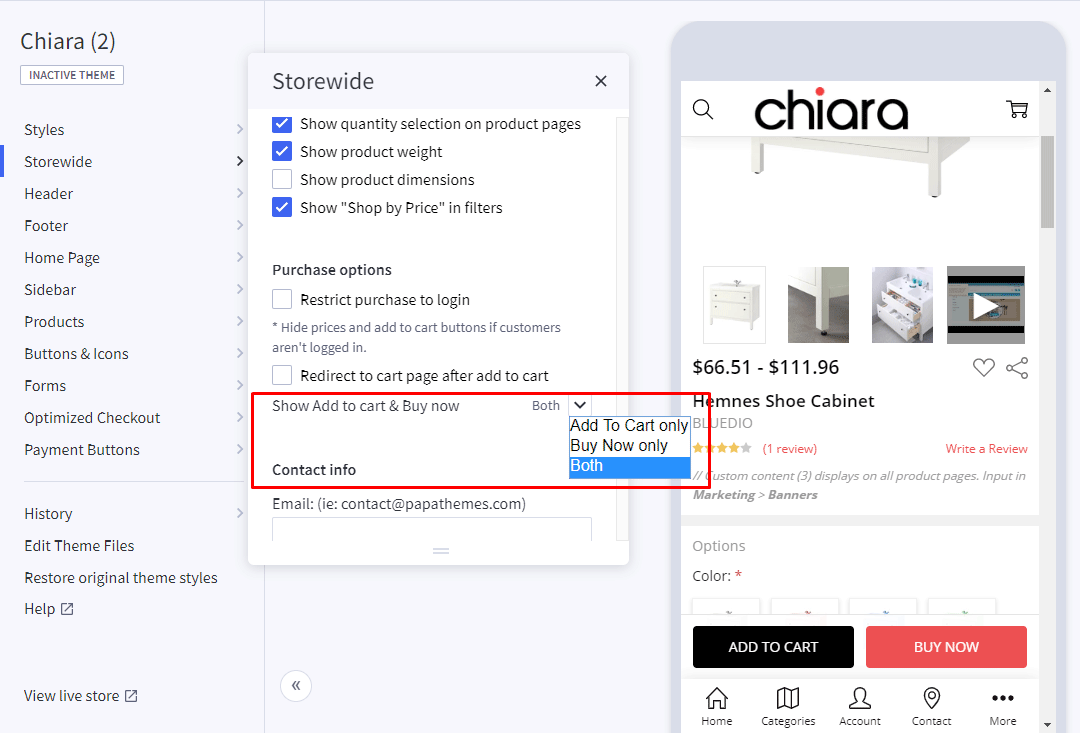 Chiara (2)
INACTIVE THEME
Styles
Storewide
Header
Footer
Home Page
Sidebar
Products
Buttons & Icons
Forms
Optimized Checkout
Payment Buttons
History
Edit Theme Files
Restore original theme styles
Help
View live store
«
Storewide
Show quantity selection on product pages
Show product weight
Show product dimensions
Show "Shop by Price" in filters
Purchase options
Restrict purchase to login
* Hide prices and add to cart buttons if customers
aren't logged in.
Redirect to cart page after add to cart
Show Add to cart & Buy now Both
Add To Cart only
Buy Now only
Both
Contact info
Email: (ie: contact@papathemes.com)
chiara
$66.51 - $111.96
Hemnes Shoe Cabinet
BLUEDIO
(1 review) Write a Review
// Custom content (3) displays on all product pages. Input in
Marketing > Banners
Options
Color: *
ADD TO CART BUY NOW
Home Categories Account Contact More